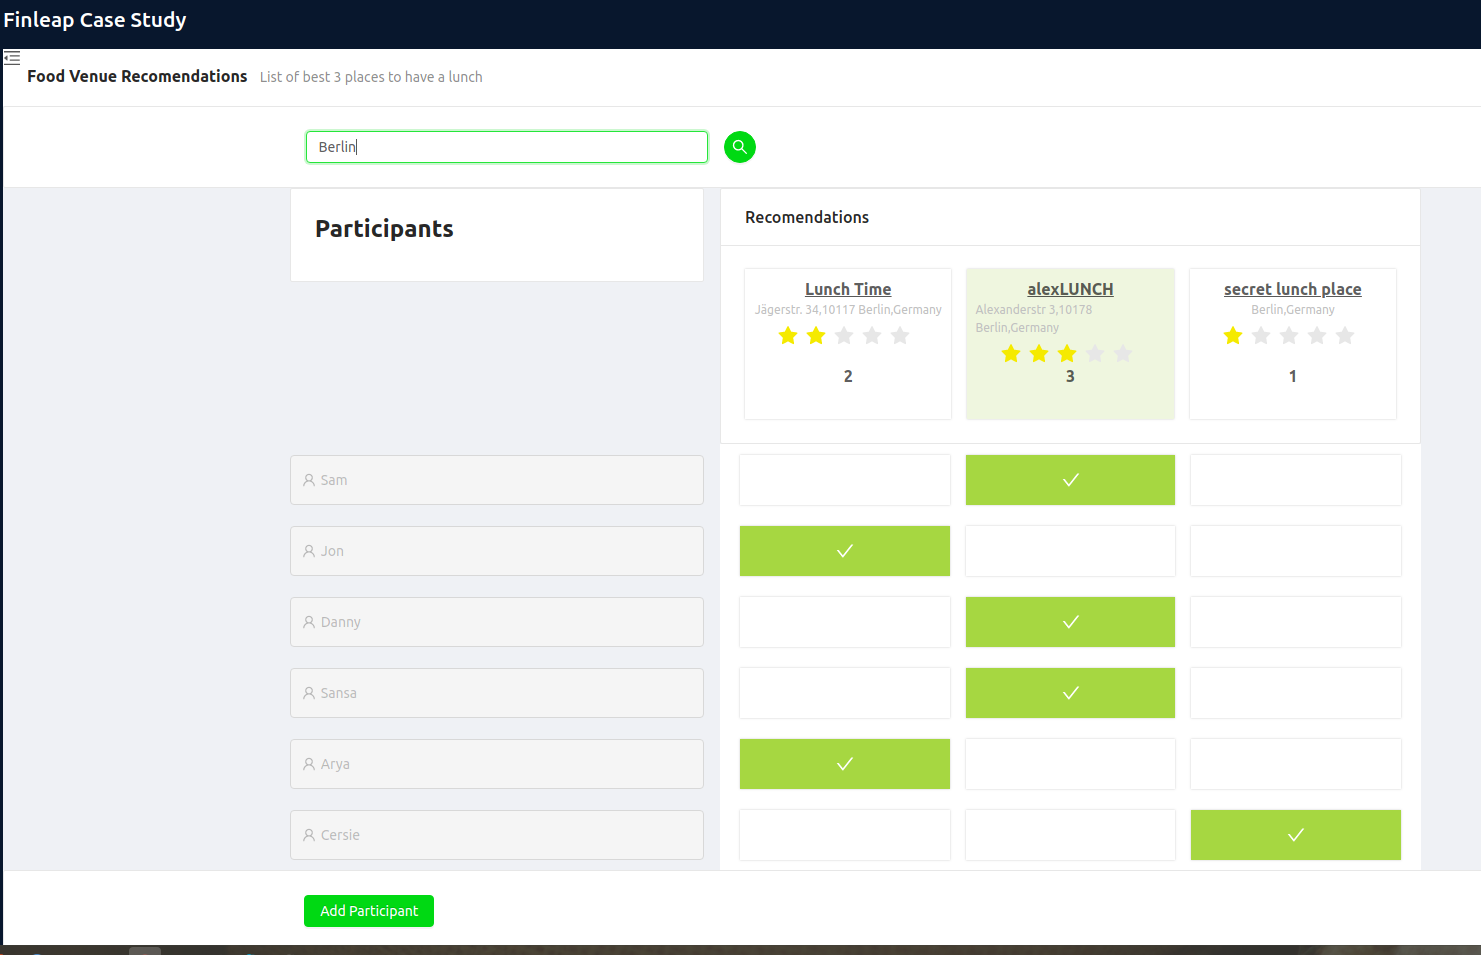 Finleap Case Study
Food Venue Recomendations List of best 3 places to have a lunch
Berlin
Participants
Recomendations
Lunch Time
Jägerstr. 34,10117 Berlin,Germany
2
alexLUNCH
Alexanderstr 3,10178
Berlin,Germany
3
secret lunch place
Berlin,Germany
1
Sam
Jon
Danny
Sansa
Arya
Cersie
Add Participant